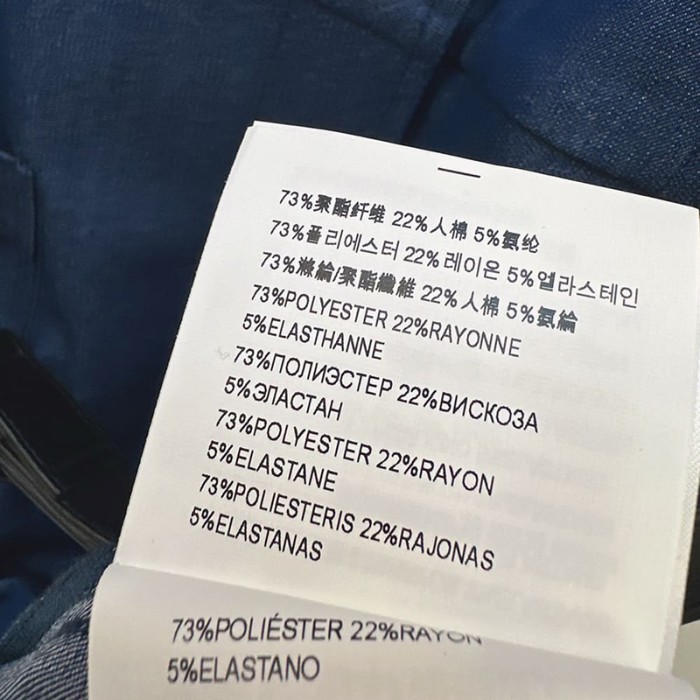 73%聚酯纤维 22%人棉 5%氨纶
73%폴리에스터 22%레이온 5%엘라스테인
73%滌綸/聚酯纖維 22%人棉 5%氨綸
73%POLYESTER 22%RAYONNE
5%ELASTHANNE
73%ПОЛИЭСТЕР 22%ВИСКОЗА
5%ЭЛАСТАН
73%POLYESTER 22%RAYON
5%ELASTANE
73%POLIESTERIS 22%RAJONAS
5%ELASTANAS
73%POLIÉSTER 22%RAYON
5%ELASTANO